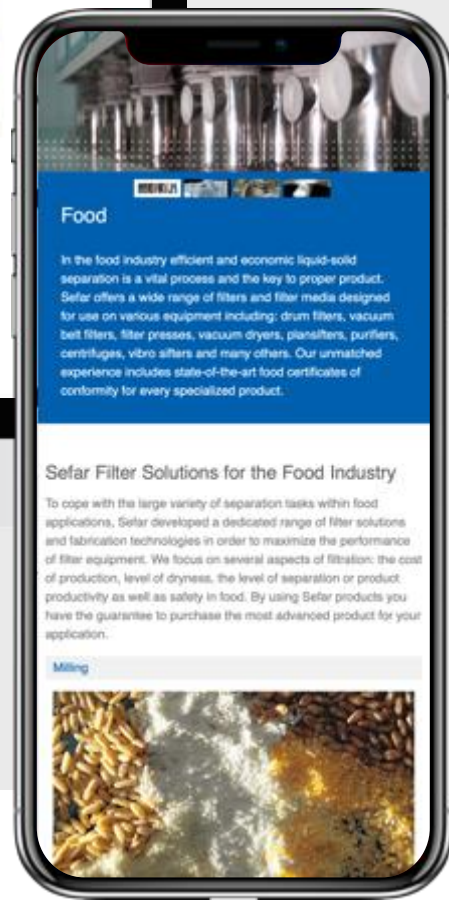 Food
In the food industry efficient and economic liquid-solid
separation is a vital process and the key to proper product.
Sefar offers a wide range of filters and filter media designed
for use on various equipment including: drum filters, vacuum
belt filters, filter presses, vacuum dryers, plansifters, purifiers,
centrifuges, vibro sifters and many others. Our unmatched
experience includes state-of-the-art food certificates of
conformity for every specialized product.
Sefar Filter Solutions for the Food Industry
To cope with the large variety of separation tasks within food
applications, Sefar developed a dedicated range of filter solutions
and fabrication technologies in order to maximize the performance
of filter equipment. We focus on several aspects of filtration: the cost
of production, level of dryness, the level of separation or product
productivity as well as safety in food. By using Sefar products you
have the guarantee to purchase the most advanced product for your
application.
Milling